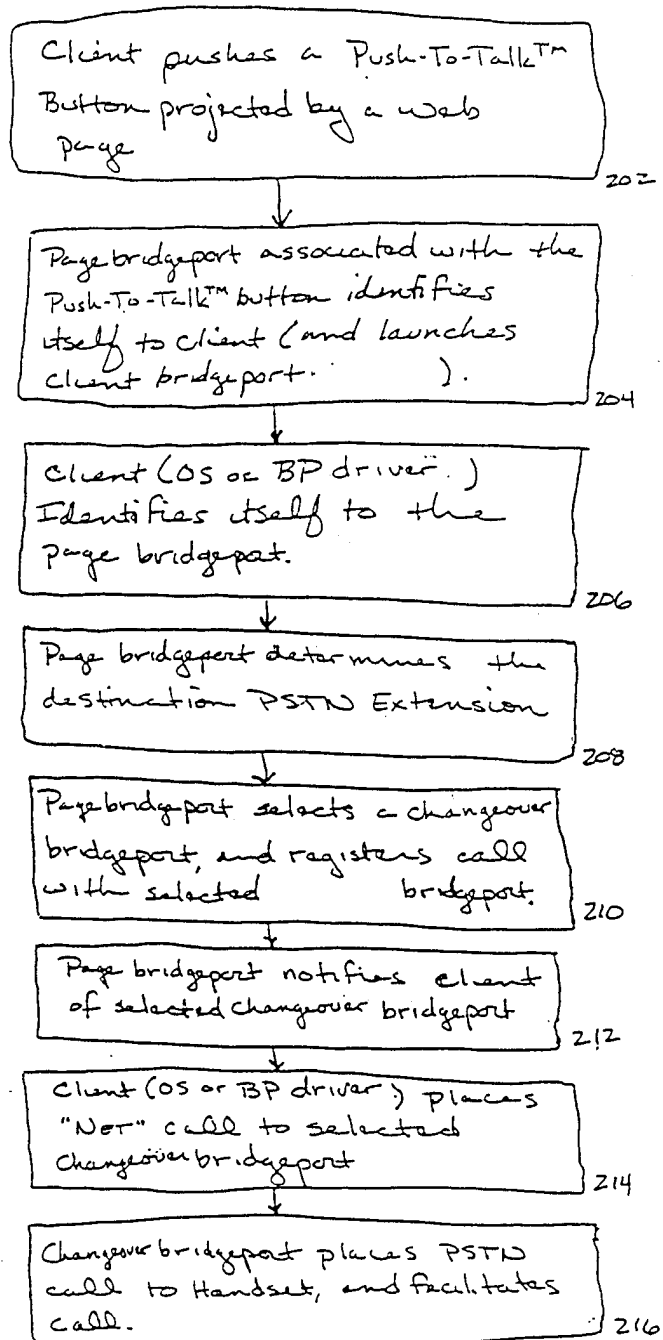 Client pushes a Push-To-Talk™
Button projected by a web
page
202
Page bridgeport associated with the
Push-To-Talk™ button identifies
itself to client (and launches
client bridgeport. ).
204
Client (OS or BP driver.)
Identifies itself to the
page bridgepat.
206
Page bridgeport determines the
destination PSTN Extension
208
Page bridgeport selects a changeover
bridgeport, and registers call
with selected bridgeport.
210
Page bridgeport notifies client
of selected changeover bridgeport
212
Client (OS or BP driver) places
"NET" call to selected
Changeover bridgeport
214
Changeover bridgeport places PSTN
call to Handset, and facilitates
call.
216